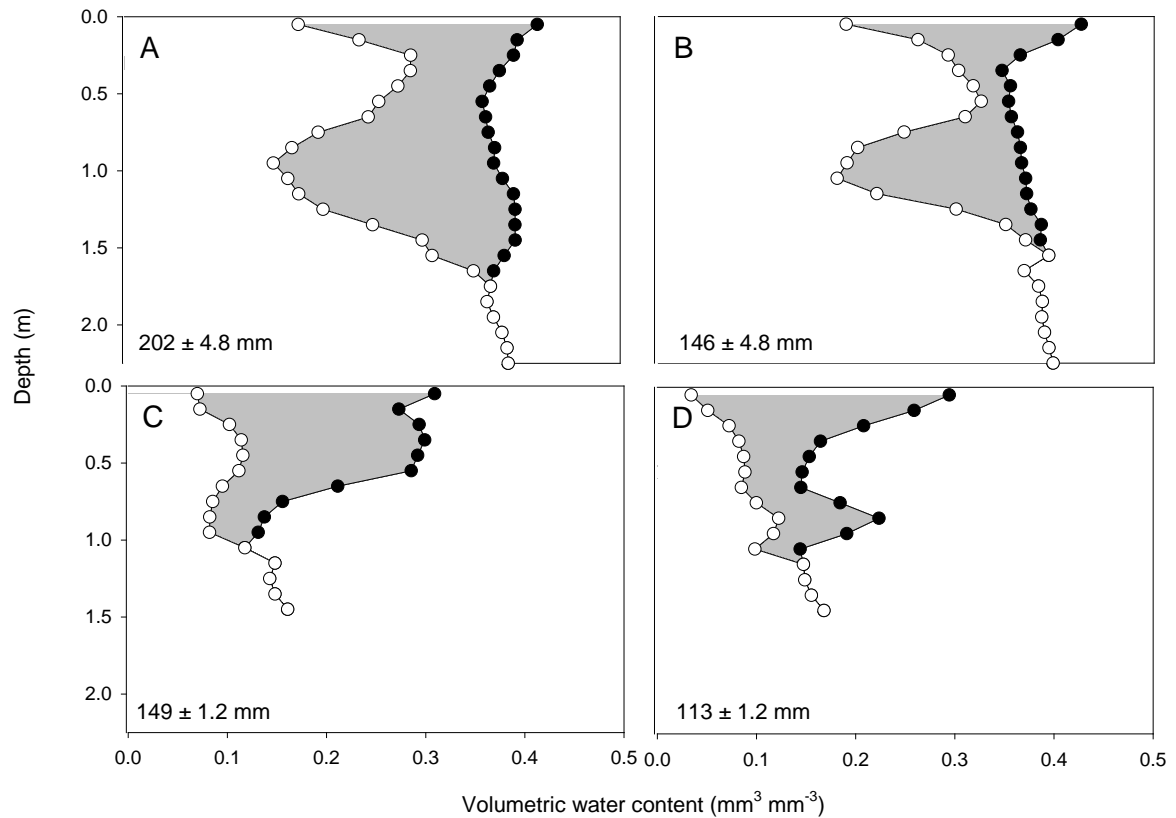 A
B
0.0
0.5
1.0
1.5
2.0
202 ± 4.8 mm
146 ± 4.8 mm
Depth (m)
C
D
0.0
0.5
1.0
1.5
2.0
149 ± 1.2 mm
113 ± 1.2 mm
0.0 0.1 0.2 0.3 0.4 0.5
0.0 0.1 0.2 0.3 0.4 0.5
Volumetric water content (mm³ mm⁻³)